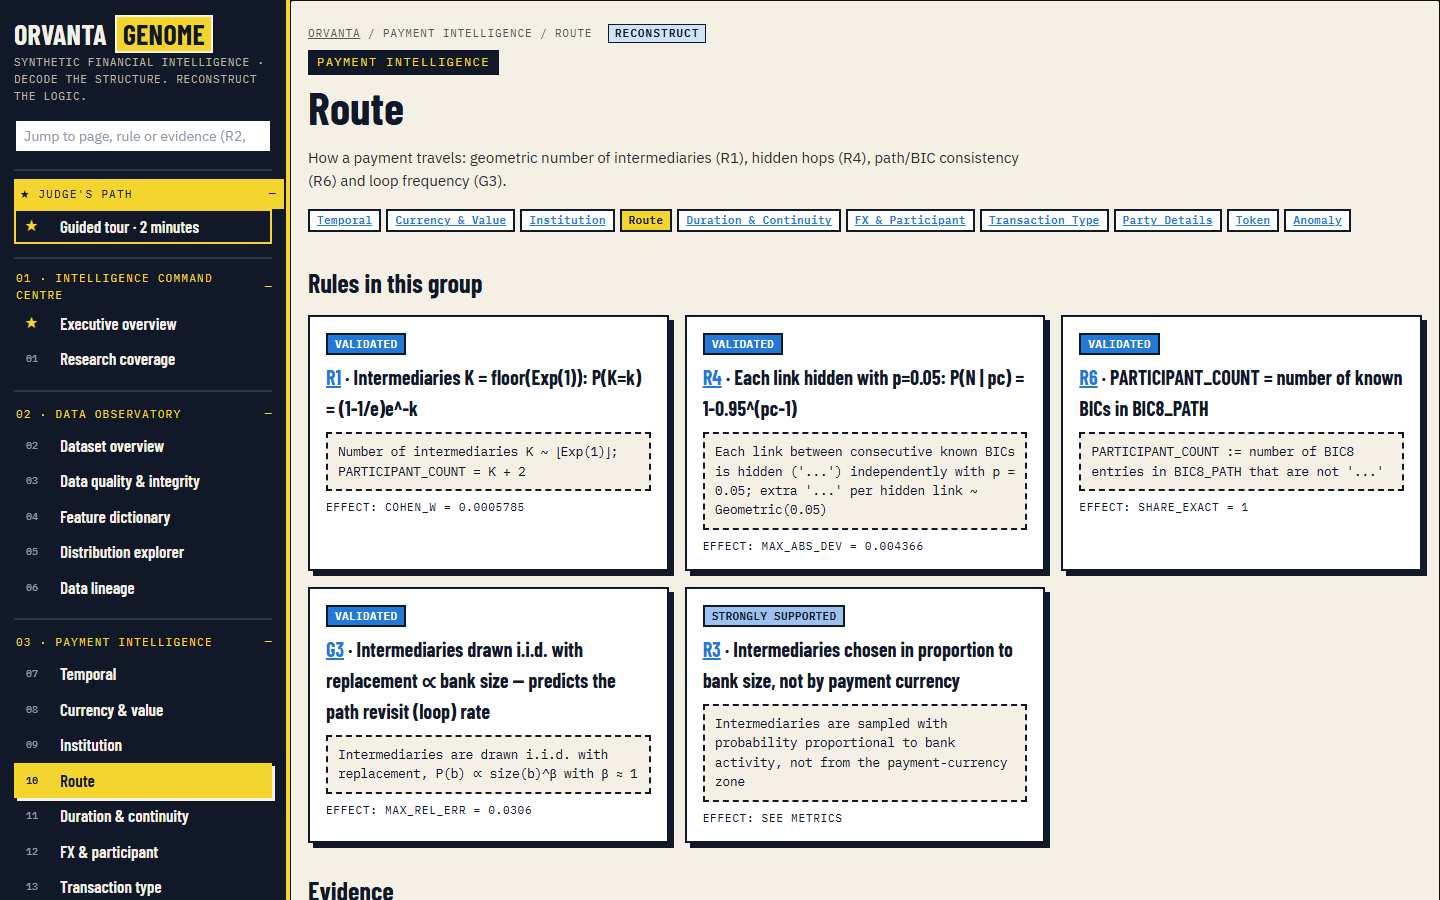 ORVANTA GENOME
SYNTHETIC FINANCIAL INTELLIGENCE ·
DECODE THE STRUCTURE. RECONSTRUCT
THE LOGIC.
Jump to page, rule or evidence (R2,
★ JUDGE'S PATH –
★ Guided tour · 2 minutes
01 · INTELLIGENCE COMMAND
CENTRE –
★ Executive overview
01 Research coverage
02 · DATA OBSERVATORY –
02 Dataset overview
03 Data quality & integrity
04 Feature dictionary
05 Distribution explorer
06 Data lineage
03 · PAYMENT INTELLIGENCE –
07 Temporal
08 Currency & value
09 Institution
10 Route
11 Duration & continuity
12 FX & participant
13 Transaction type
ORVANTA / PAYMENT INTELLIGENCE / ROUTE RECONSTRUCT
PAYMENT INTELLIGENCE
Route
How a payment travels: geometric number of intermediaries (R1), hidden hops (R4), path/BIC consistency
(R6) and loop frequency (G3).
Temporal Currency & Value Institution Route Duration & Continuity FX & Participant Transaction Type Party Details Token Anomaly
Rules in this group
VALIDATED
R1 · Intermediaries K = floor(Exp(1)): P(K=k)
= (1-1/e)e^-k
Number of intermediaries K ~ ⌊Exp(1)⌋;
PARTICIPANT_COUNT = K + 2
EFFECT: COHEN_W = 0.0005785
VALIDATED
R4 · Each link hidden with p=0.05: P(N | pc) =
1-0.95^(pc-1)
Each link between consecutive known BICs
is hidden ('...') independently with p =
0.05; extra '...' per hidden link ~
Geometric(0.05)
EFFECT: MAX_ABS_DEV = 0.004366
VALIDATED
R6 · PARTICIPANT_COUNT = number of known
BICs in BIC8_PATH
PARTICIPANT_COUNT := number of BIC8
entries in BIC8_PATH that are not '...'
EFFECT: SHARE_EXACT = 1
VALIDATED
G3 · Intermediaries drawn i.i.d. with
replacement ∝ bank size — predicts the
path revisit (loop) rate
Intermediaries are drawn i.i.d. with
replacement, P(b) ∝ size(b)^β with β ≈ 1
EFFECT: MAX_REL_ERR = 0.0306
STRONGLY SUPPORTED
R3 · Intermediaries chosen in proportion to
bank size, not by payment currency
Intermediaries are sampled with
probability proportional to bank
activity, not from the payment-currency
zone
EFFECT: SEE METRICS
Evidence